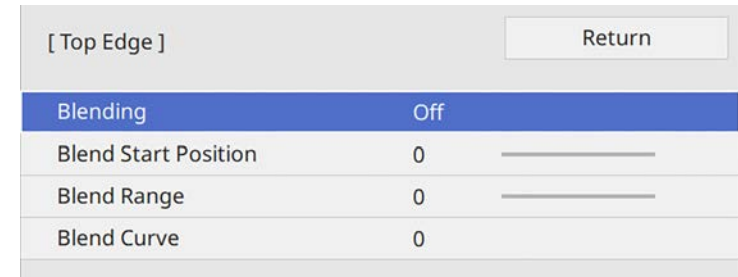 [ Top Edge ] Return
Blending Off
Blend Start Position 0
Blend Range 0
Blend Curve 0